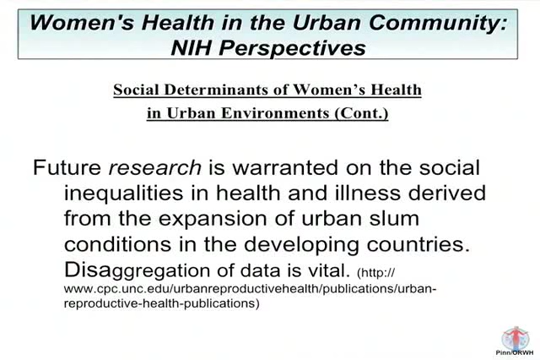 Women's Health in the Urban Community:
NIH Perspectives
Social Determinants of Women's Health
in Urban Environments (Cont.)
Future research is warranted on the social
inequalities in health and illness derived
from the expansion of urban slum
conditions in the developing countries.
Disaggregation of data is vital. (http://
www.cpc.unc.edu/urbanreproductivehealth/publications/urban-
reproductive-health-publications)
Pinn/ORWH